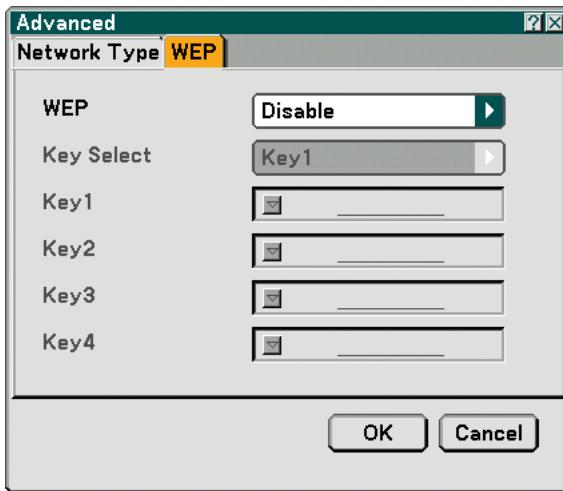 Advanced ?
Network Type WEP
WEP Disable
Key Select Key1
Key1
Key2
Key3
Key4
OK Cancel